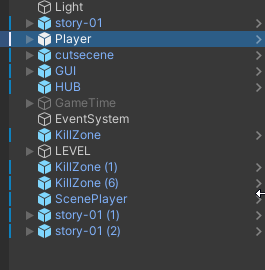 Light
story-01
Player
cutsecene
GUI
HUB
GameTime
EventSystem
KillZone
LEVEL
KillZone (1)
KillZone (6)
ScenePlayer
story-01 (1)
story-01 (2)